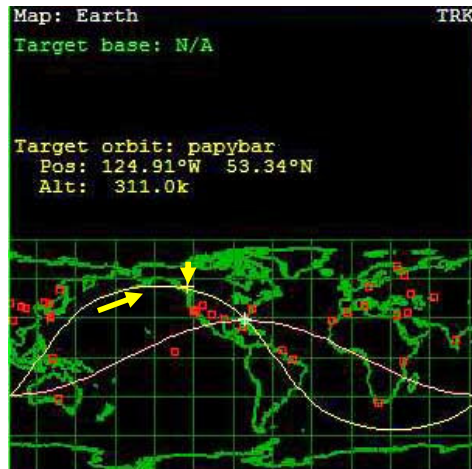 Map: Earth TRK
Target base: N/A
Target orbit: papybar
Pos: 124.91°W 53.34°N
Alt: 311.0k